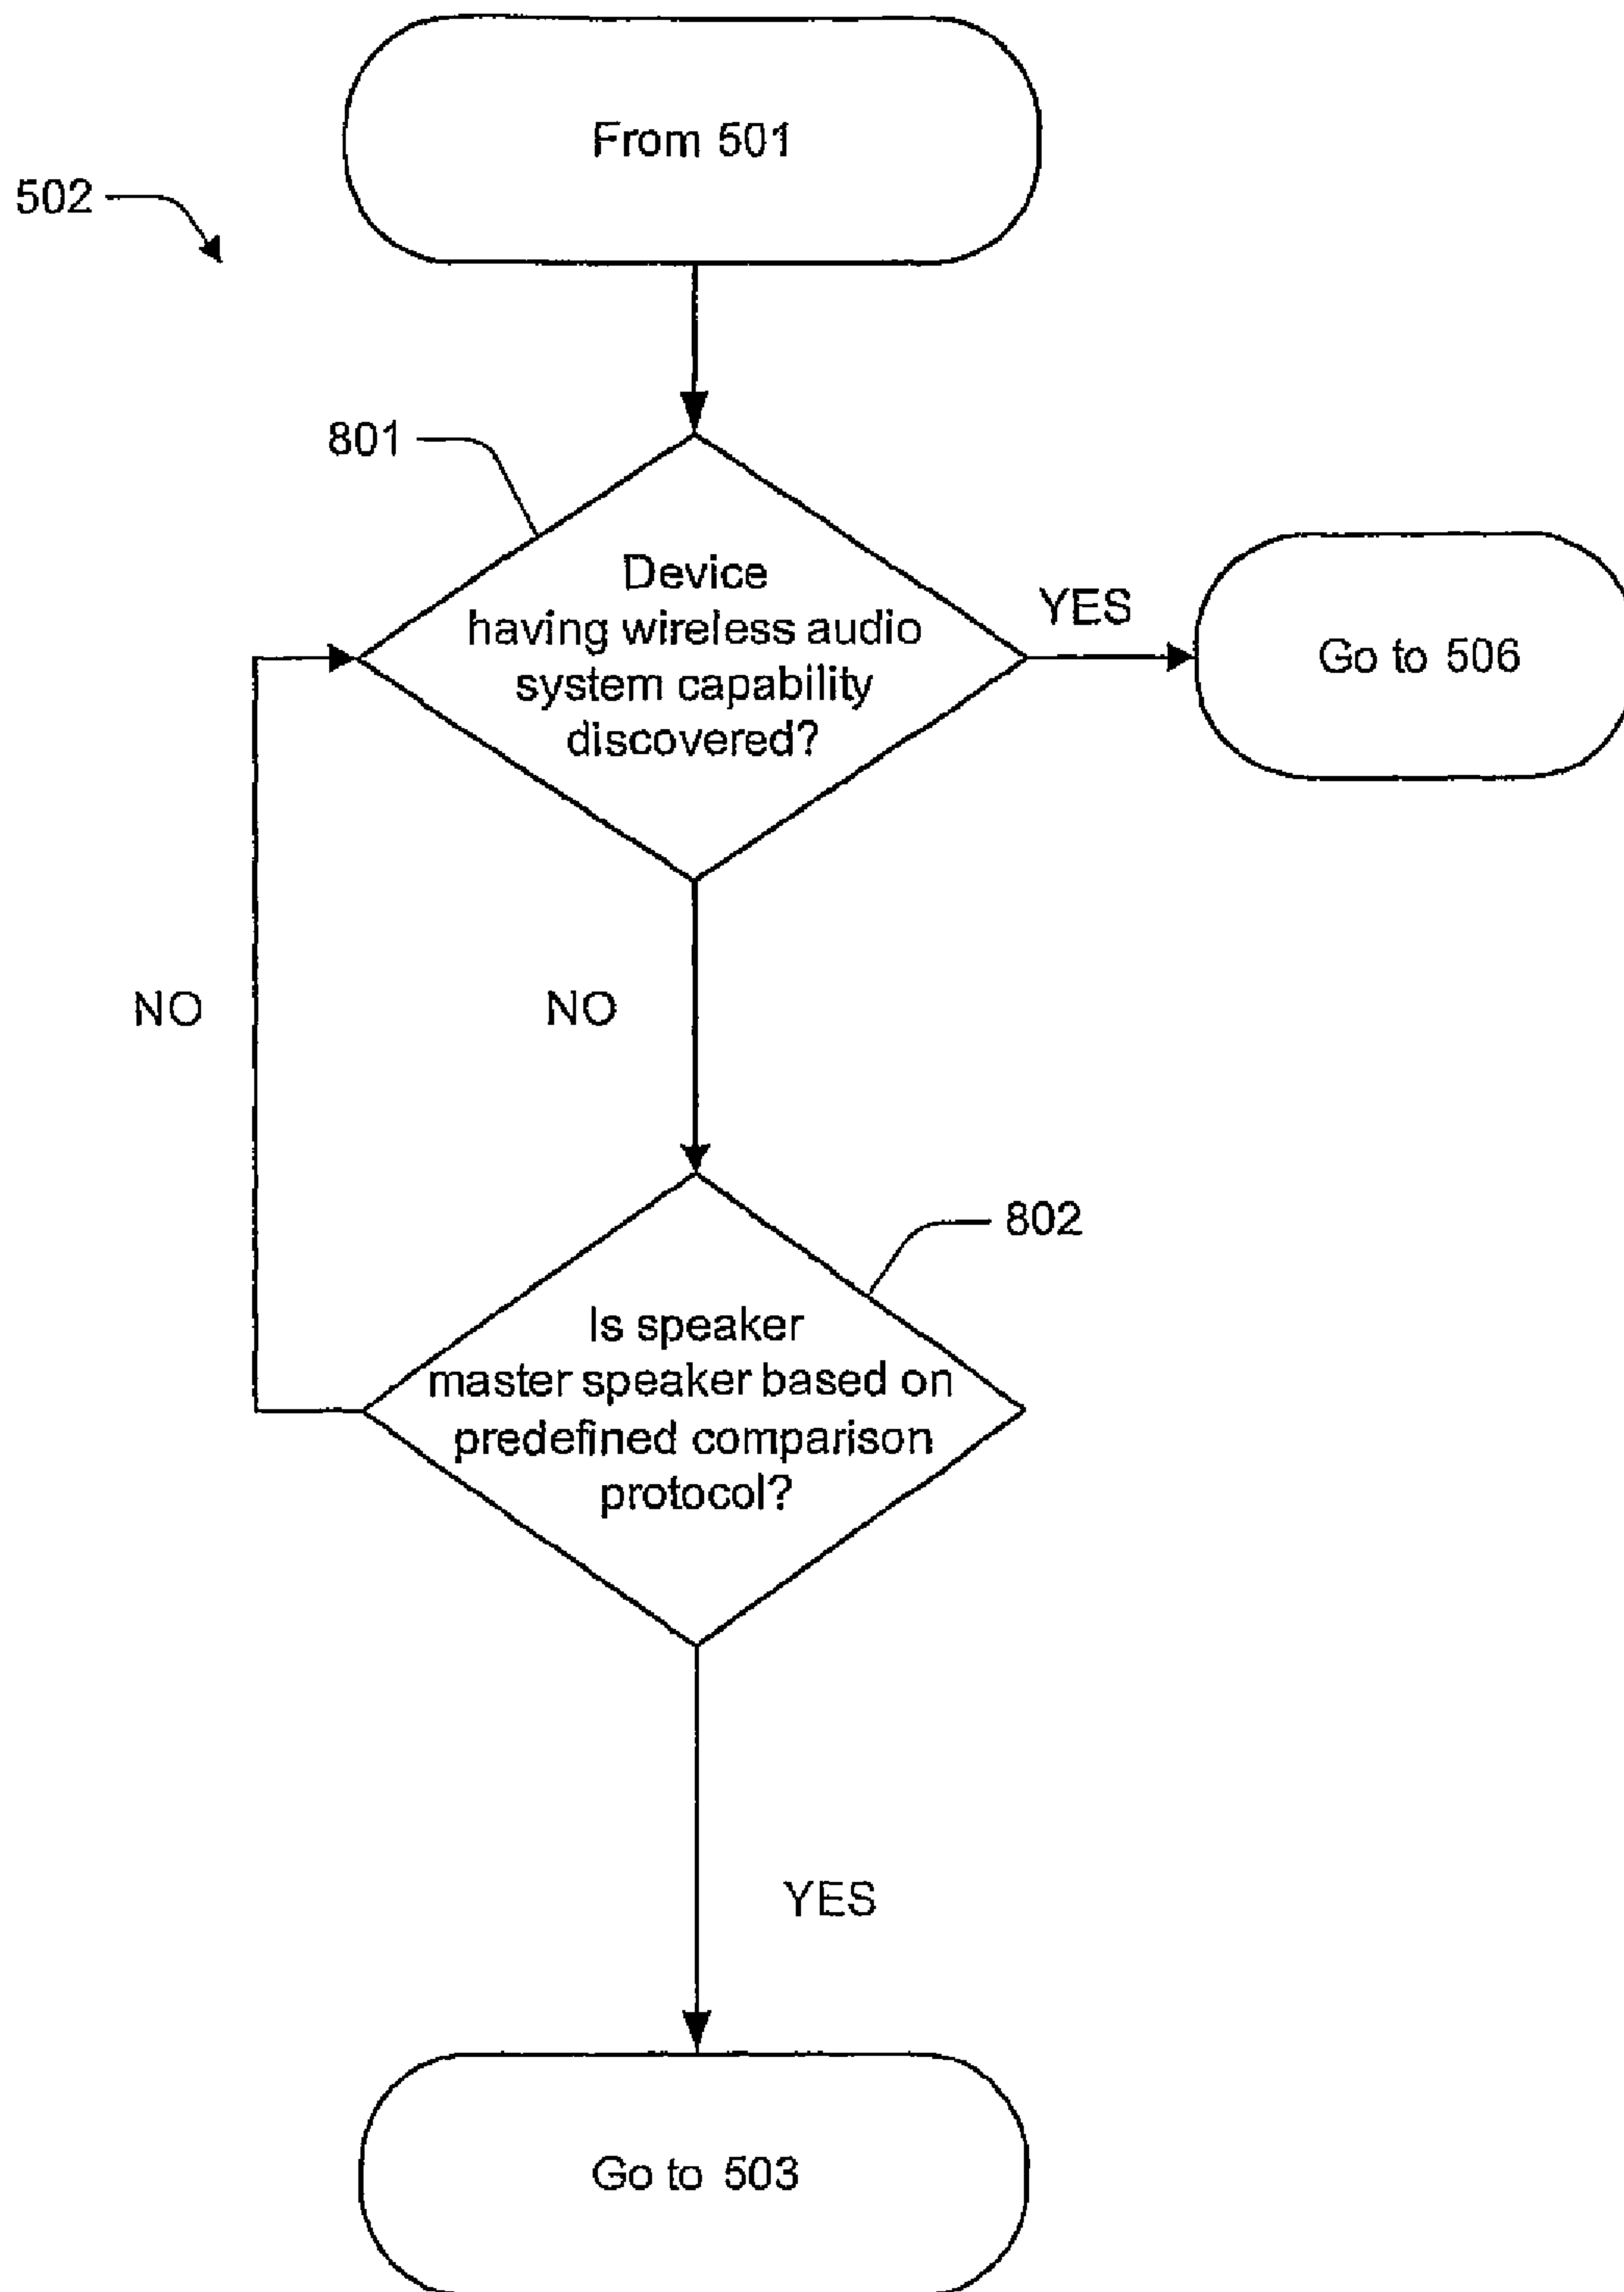 From 501
502
801
Device
having wireless audio
system capability
discovered?
YES
Go to 506
NO
NO
802
Is speaker
master speaker based on
predefined comparison
protocol?
YES
Go to 503